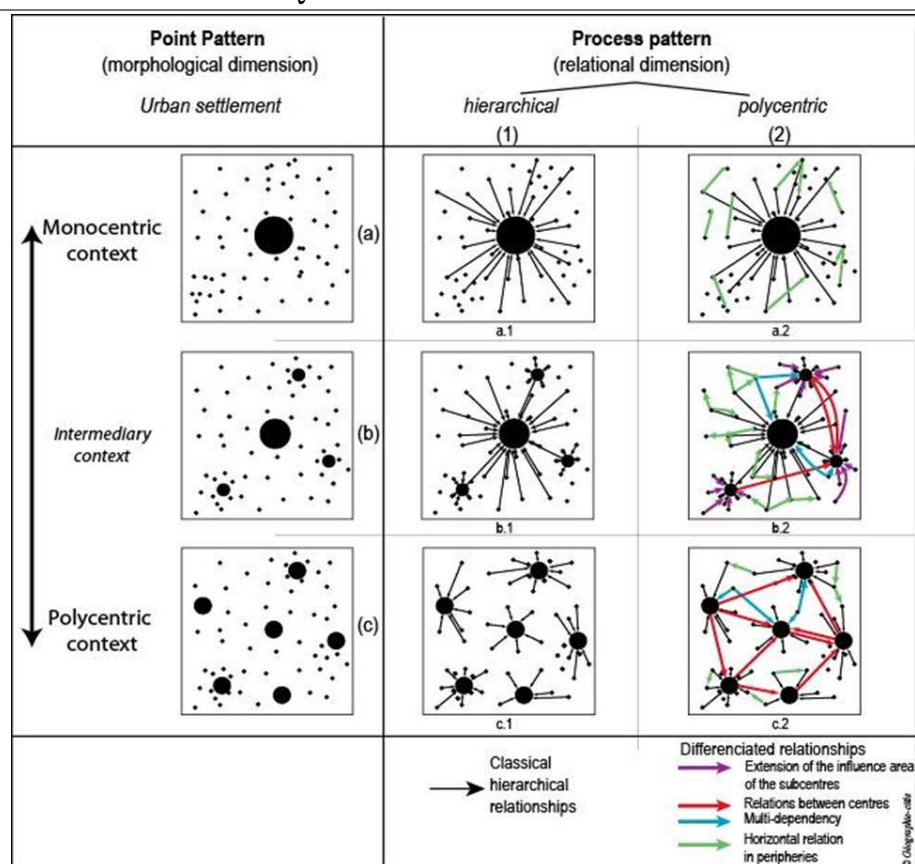 Point Pattern
(morphological dimension)
Urban settlement
Process pattern
(relational dimension)
hierarchical
polycentric
(1)
(2)
Monocentric
context
(a)
a.1
a.2
Intermediary
context
(b)
b.1
b.2
Polycentric
context
(c)
c.1
c.2
Classical
hierarchical
relationships
Differenciated relationships
Extension of the influence area
of the subcentres
Relations between centres
Multi-dependency
Horizontal relation
in peripheries
© Géographie-cités